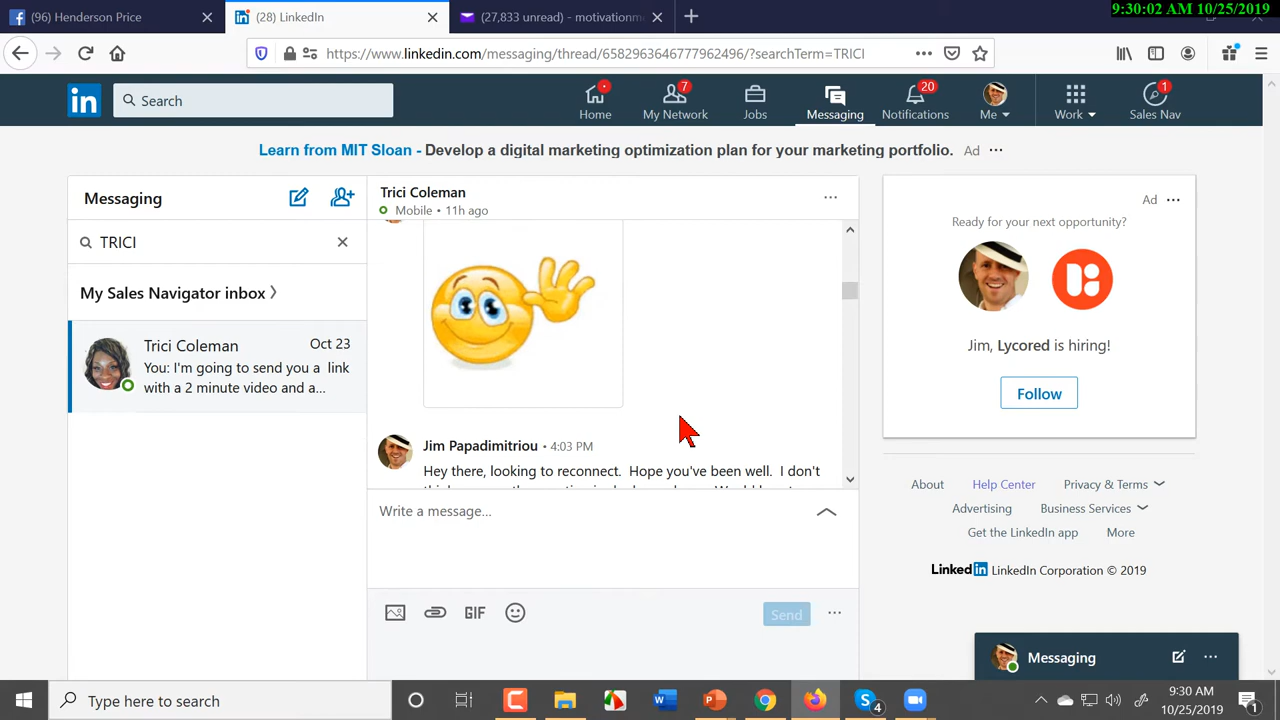 (96) Henderson Price
(28) LinkedIn
(27,833 unread) - motivationm
9:30:02 AM 10/25/2019
https://www.linkedin.com/messaging/thread/6582963646777962496/?searchTerm=TRICI
in
Search
Home
7
My Network
Jobs
Messaging
20
Notifications
Me
Work
1
Sales Nav
Learn from MIT Sloan - Develop a digital marketing optimization plan for your marketing portfolio. Ad
Messaging
TRICI
My Sales Navigator inbox
Trici Coleman Oct 23
You: I'm going to send you a link
with a 2 minute video and a...
Trici Coleman
Mobile • 11h ago
Jim Papadimitriou • 4:03 PM
Hey there, looking to reconnect. Hope you've been well. I don't
Write a message...
GIF
Send
Ad
Ready for your next opportunity?
Jim, Lycored is hiring!
Follow
About Help Center Privacy & Terms
Advertising Business Services
Get the LinkedIn app More
LinkedIn LinkedIn Corporation © 2019
Messaging
Type here to search
4
9:30 AM
10/25/2019
1